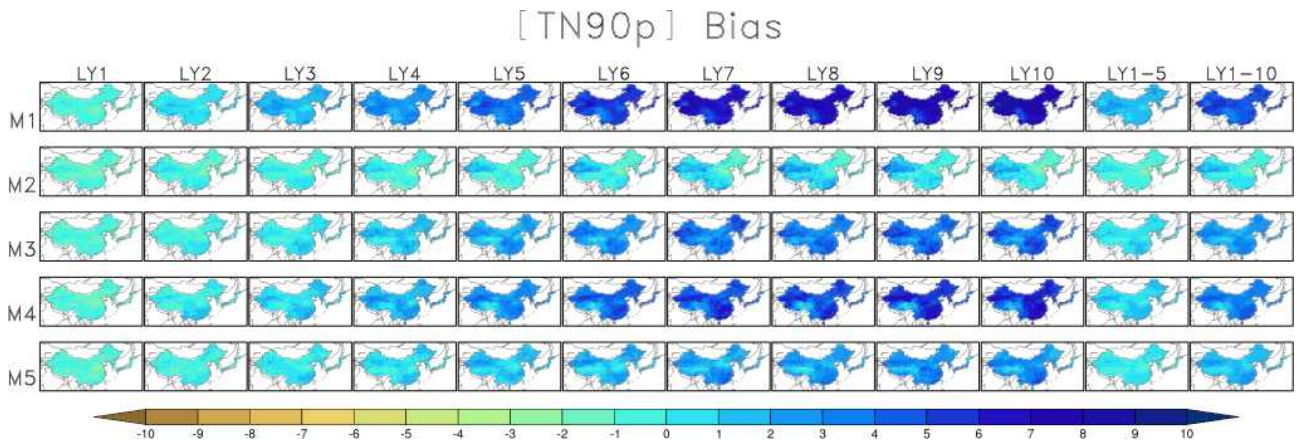 [TN90p] Bias
LY1 LY2 LY3 LY4 LY5 LY6 LY7 LY8 LY9 LY10 LY1-5 LY1-10
M1
M2
M3
M4
M5
-10 -9 -8 -7 -6 -5 -4 -3 -2 -1 0 1 2 3 4 5 6 7 8 9 10